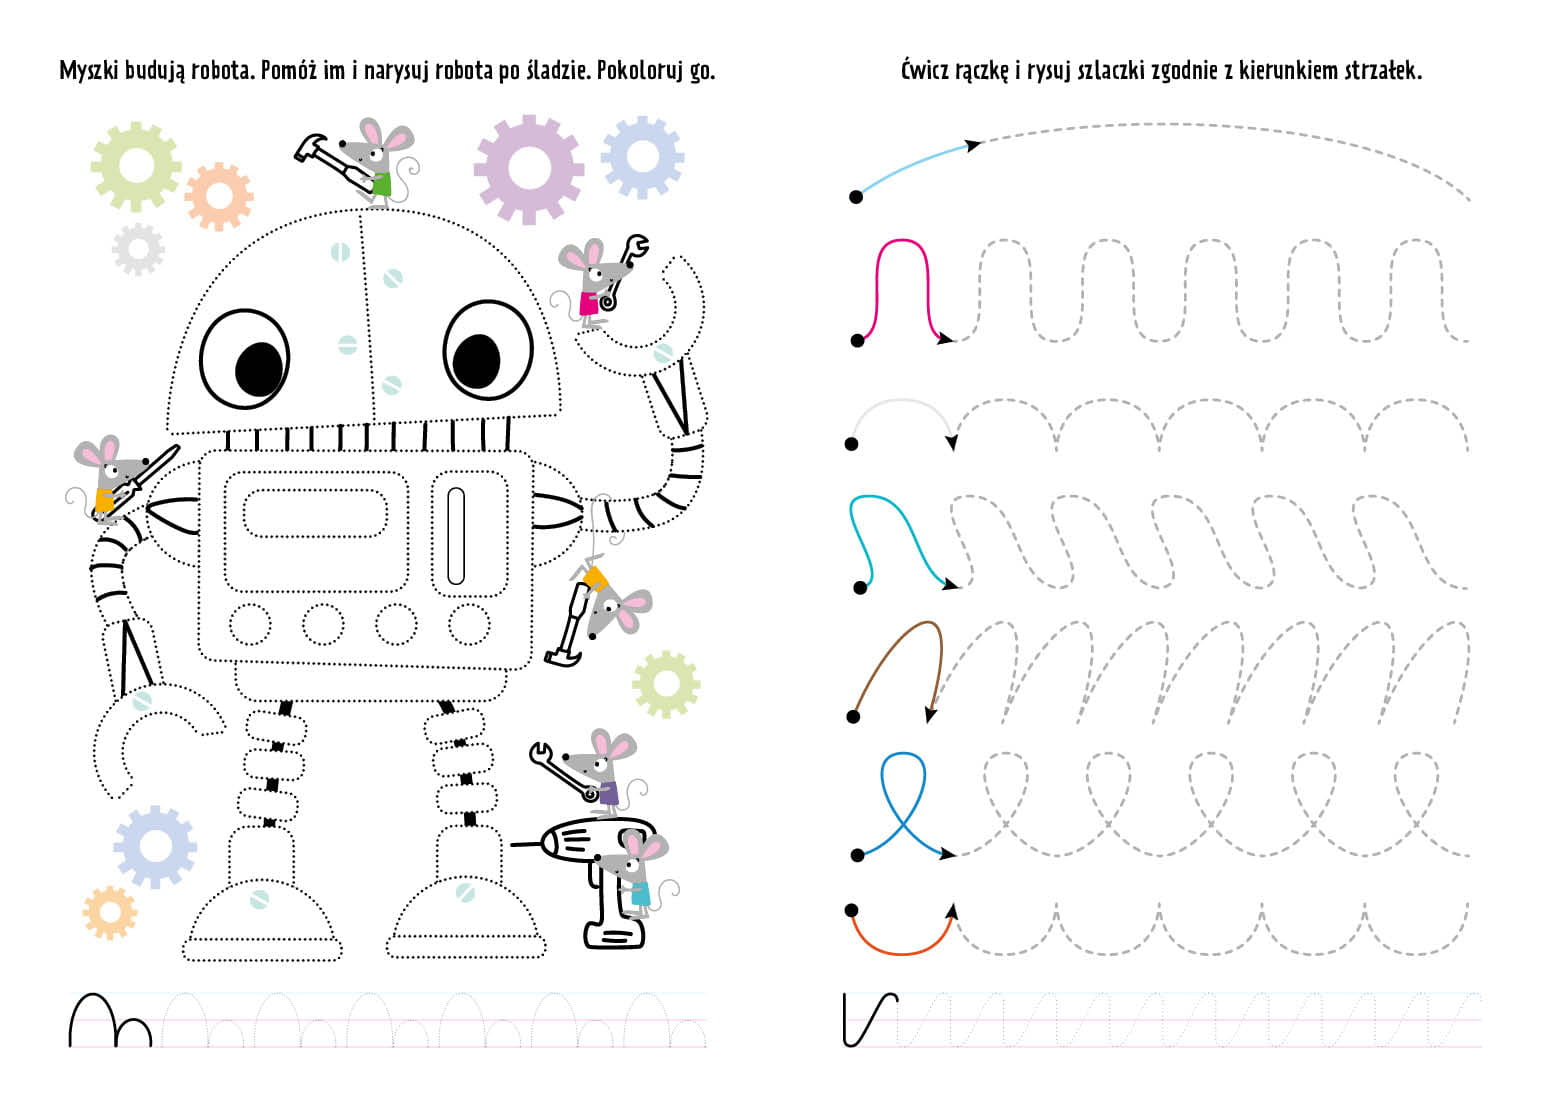 Myszki budują robota. Pomóż im i narysuj robota po śladzie. Pokoloruj go.
Ćwicz rączkę i rysuj szlaczki zgodnie z kierunkiem strzałek.